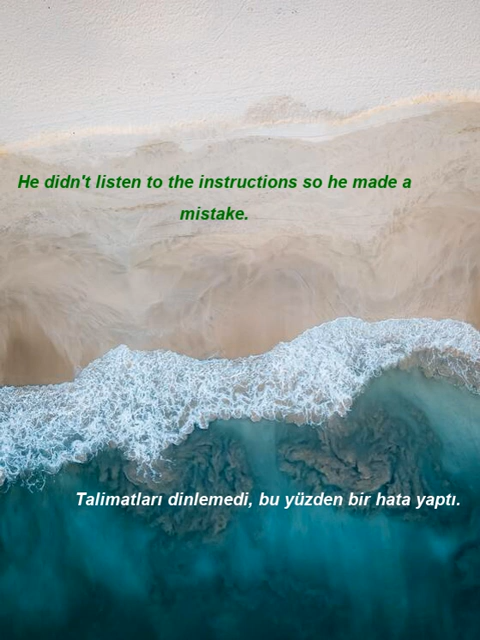 He didn't listen to the instructions so he made a
mistake.
Talimatları dinlemedi, bu yüzden bir hata yaptı.